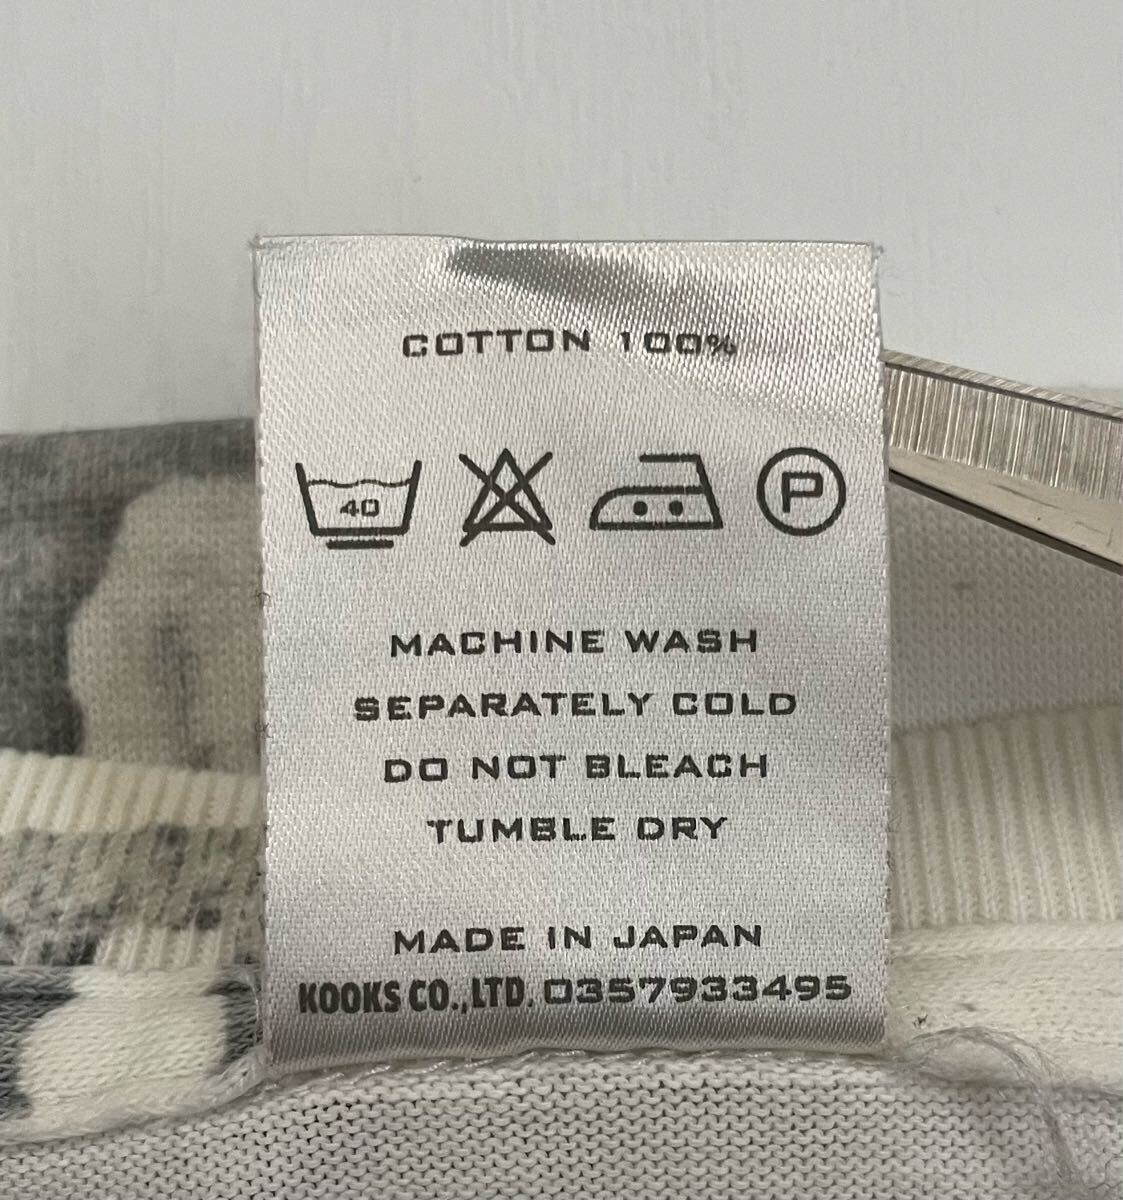 COTTON 100%
40 P
MACHINE WASH
SEPARATELY COLD
DO NOT BLEACH
TUMBLE DRY
MADE IN JAPAN
KOOKS CO.,LTD. 0357933495